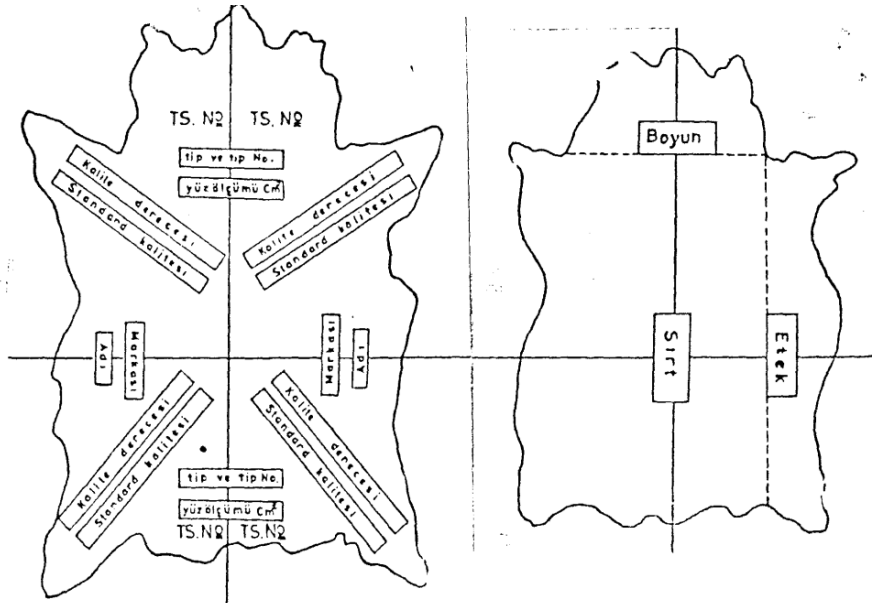 TS. No TS. No
tip ve tip No.
yüzölçümü Cm²
Kalite derecesi
Standard kalitesi
Kalite derecesi
Standard kalitesi
Adı
Markası
Markası
Adı
Kalite derecesi
Standard kalitesi
Kalite derecesi
Standard kalitesi
tip ve tip No.
yüzölçümü Cm²
TS. No TS. No
Boyun
Sırt
Etek